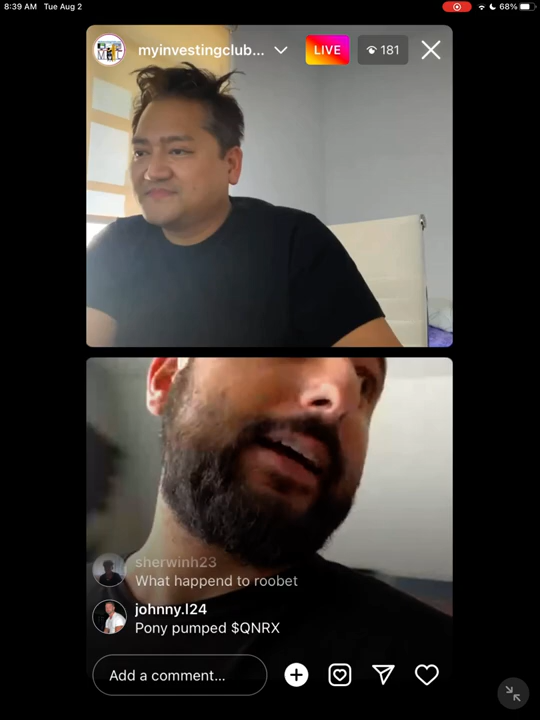 8:39 AM Tue Aug 2
68%
myinvestingclub...
LIVE
181
sherwinh23
What happend to roobet
johnny.l24
Pony pumped $QNRX
Add a comment...